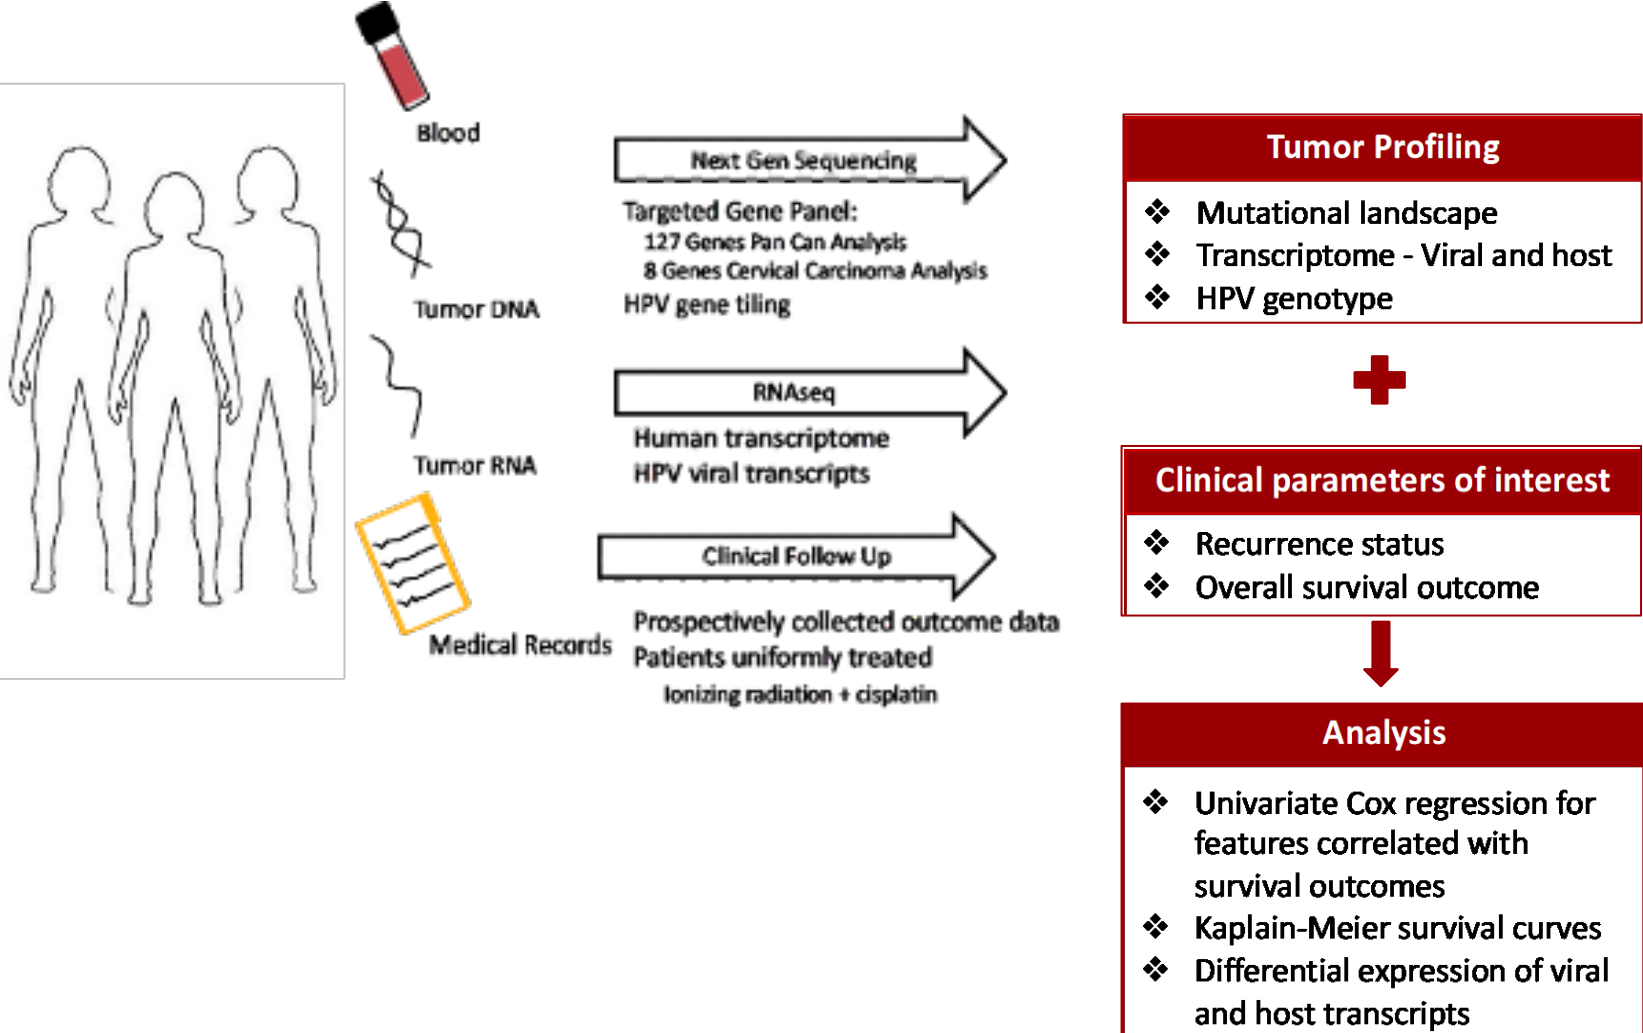 Blood
Next Gen Sequencing
Targeted Gene Panel:
127 Genes Pan Can Analysis
8 Genes Cervical Carcinoma Analysis
HPV gene tiling
Tumor DNA
RNAseq
Human transcriptome
HPV viral transcripts
Tumor RNA
Clinical Follow Up
Prospectively collected outcome data
Patients uniformly treated
Ionizing radiation + cisplatin
Medical Records
Tumor Profiling
❖ Mutational landscape
❖ Transcriptome - Viral and host
❖ HPV genotype
Clinical parameters of interest
❖ Recurrence status
❖ Overall survival outcome
Analysis
❖ Univariate Cox regression for
features correlated with
survival outcomes
❖ Kaplain-Meier survival curves
❖ Differential expression of viral
and host transcripts